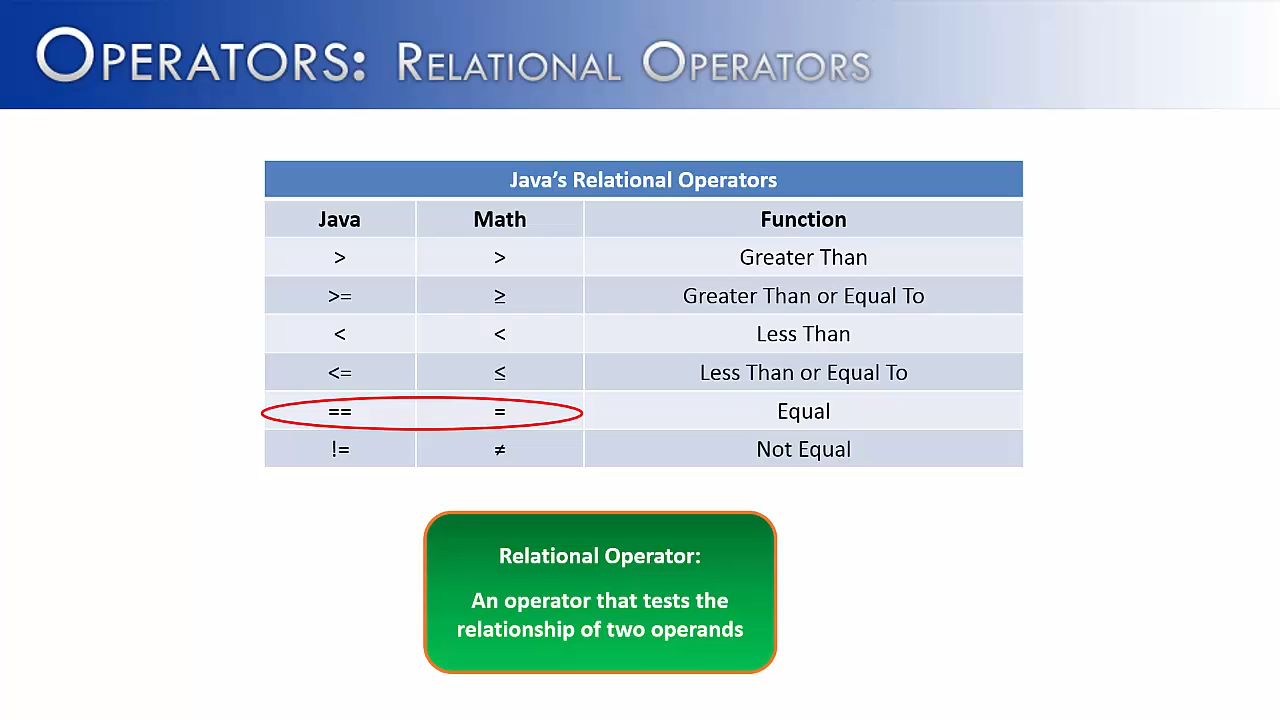 OPERATORS: RELATIONAL OPERATORS
Java's Relational Operators
Java Math Function
> > Greater Than
>= ≥ Greater Than or Equal To
< < Less Than
<= ≤ Less Than or Equal To
== = Equal
!= ≠ Not Equal
Relational Operator:
An operator that tests the
relationship of two operands